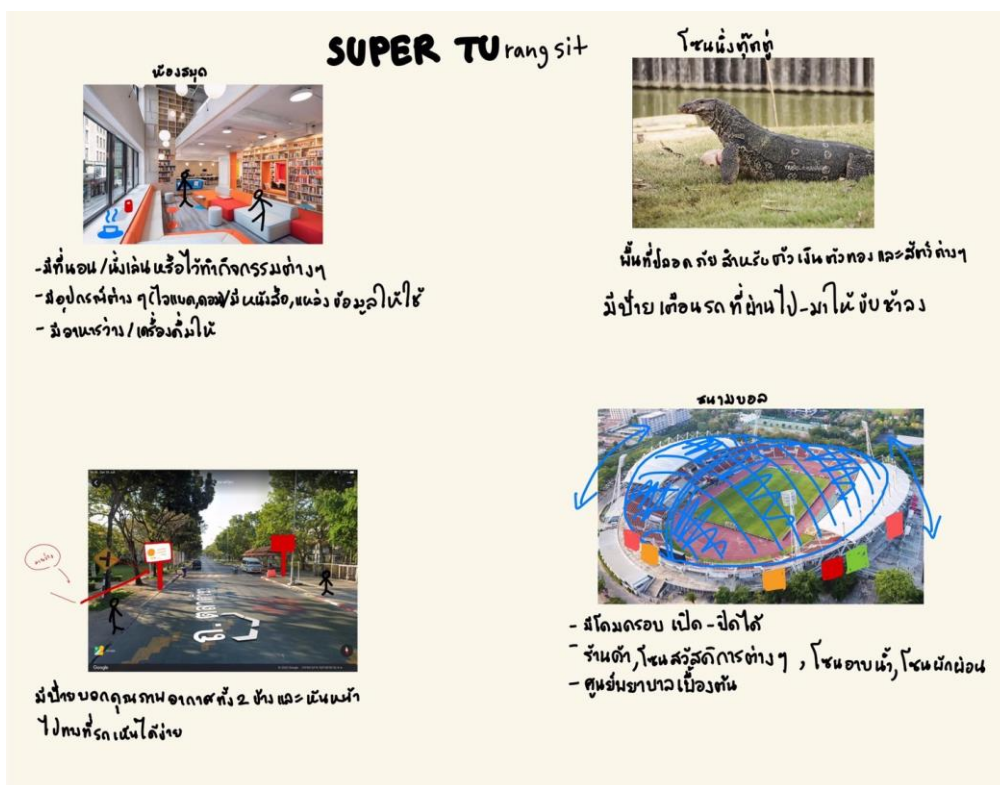 SUPER TU rangsit
ห้องสมุด
-มีที่นอน/นั่งเล่นหรือไว้ทำกิจกรรมต่างๆ
-มีอุปกรณ์ต่าง ๆ(ไอแพด,คอม)/มีหนังสือ,แหล่งข้อมูลให้ใช้
- มีอาหารว่าง/เครื่องดื่มให้
โซนนิ่งตุ๊ดตู่
พื้นที่ปลอดภัย สำหรับตัวเงินตัวทอง และสัตว์ต่างๆ
มีป้ายเตือนรถที่ผ่านไป-มาให้ขับช้าลง
Google
มีป้ายบอกคุณภาพอากาศทั้ง 2 ข้างและหันหน้า
ไปทางที่รถเห็นได้ง่าย
สนามบอล
- มีโดมครอบ เปิด-ปิดได้
- ร้านค้า,โซนสวัสดิการต่างๆ , โซนอาบน้ำ,โซนพักผ่อน
- ศูนย์พยาบาลเบื้องต้น